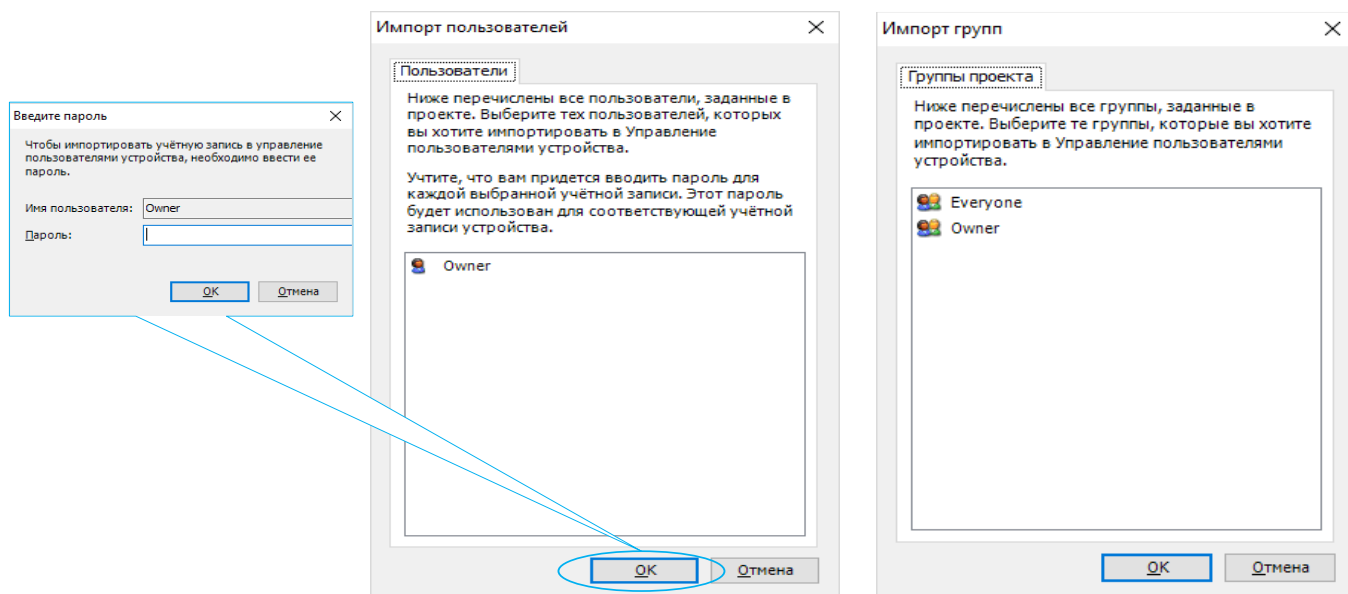 Введите пароль
Чтобы импортировать учётную запись в управление
пользователями устройства, необходимо ввести ее
пароль.
Имя пользователя: Owner
Пароль:
OK Отмена
Импорт пользователей
Пользователи
Ниже перечислены все пользователи, заданные в
проекте. Выберите тех пользователей, которых
вы хотите импортировать в Управление
пользователями устройства.
Учтите, что вам придется вводить пароль для
каждой выбранной учётной записи. Этот пароль
будет использован для соответствующей учётной
записи устройства.
Owner
OK Отмена
Импорт групп
Группы проекта
Ниже перечислены все группы, заданные в
проекте. Выберите те группы, которые вы хотите
импортировать в Управление пользователями
устройства.
Everyone
Owner
OK Отмена